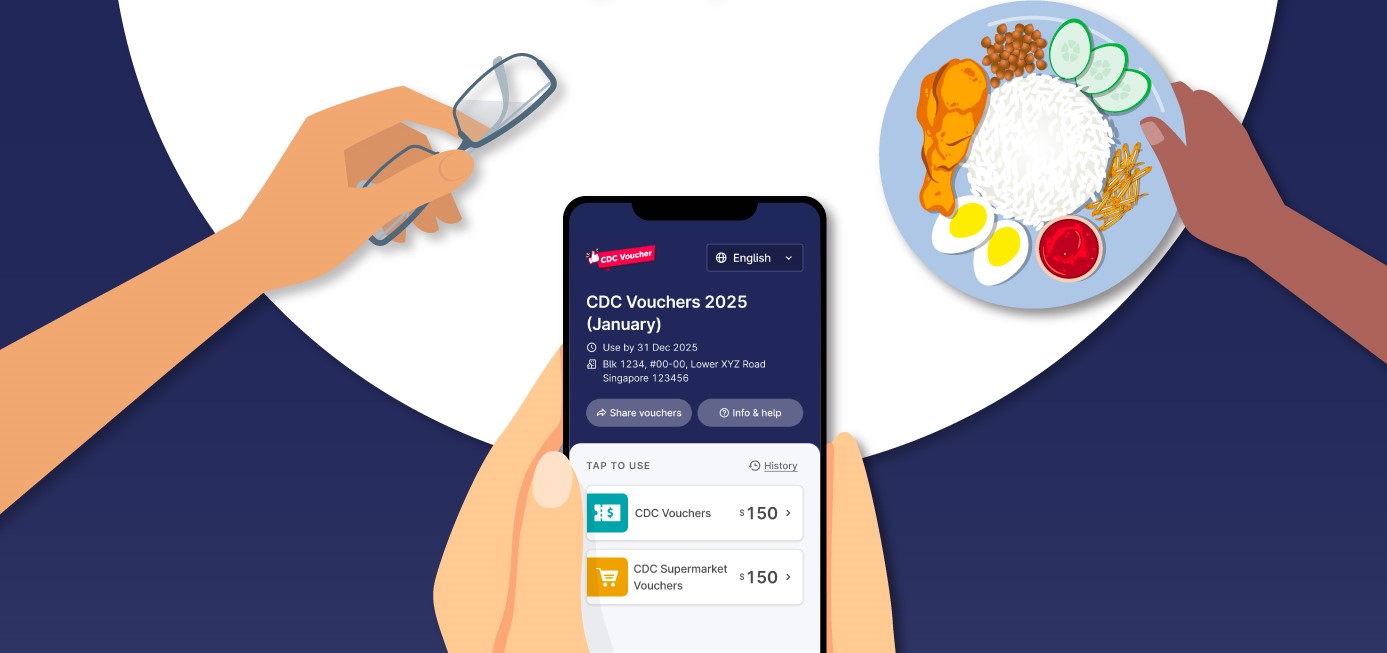 CDC Voucher
English
CDC Vouchers 2025
(January)
Use by 31 Dec 2025
Blk 1234, #00-00, Lower XYZ Road
Singapore 123456
Share vouchers
Info & help
TAP TO USE
History
CDC Vouchers
$150
CDC Supermarket
Vouchers
$150